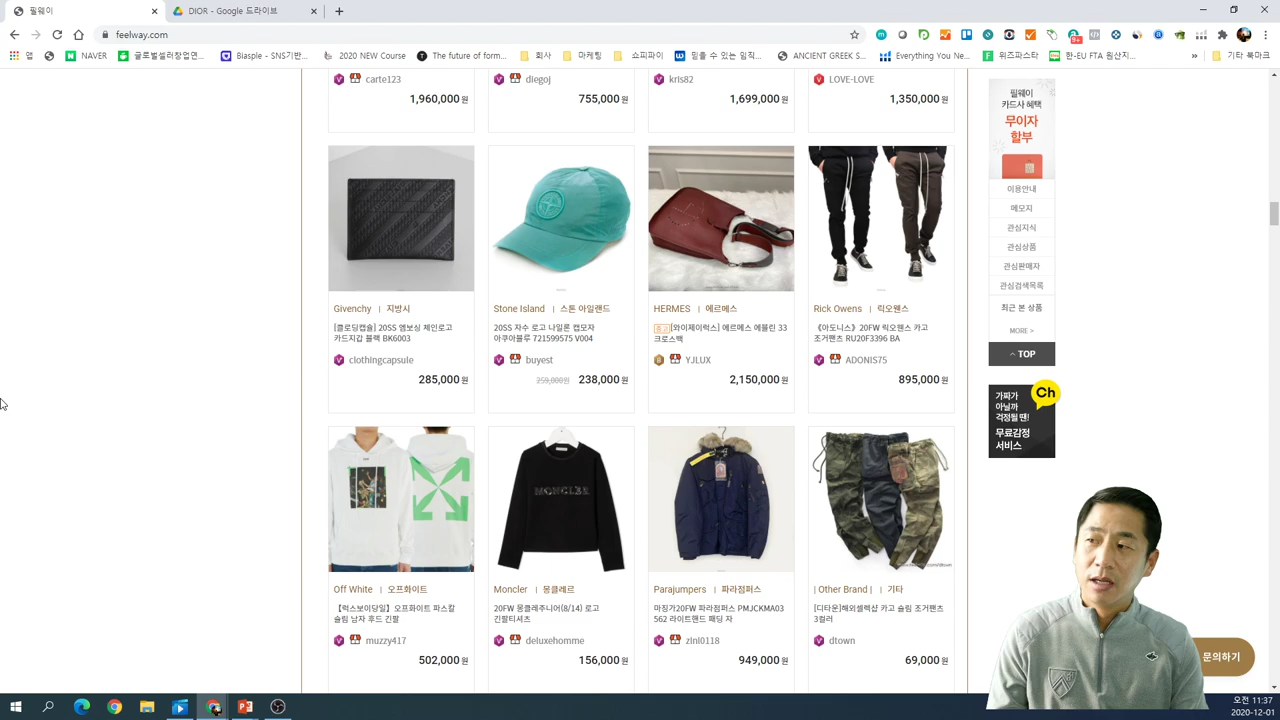 필웨이
DIOR - Google 드라이브
feelway.com
앱
NAVER
글로벌셀러창업연...
Biasple - SNS기반...
2020 N4Course
The future of form...
회사
마케팅
쇼피파이
믿을 수 있는 임직...
ANCIENT GREEK S...
Everything You Ne...
위즈파스타
한-EU FTA 원산지...
»
기타 북마크
9+
carte123
1,960,000원
diegoj
755,000원
kris82
1,699,000원
LOVE-LOVE
1,350,000원
Givenchy | 지방시
[클로딩캡슐] 20SS 엠보싱 체인로고
카드지갑 블랙 BK6003
clothingcapsule
285,000원
Stone Island | 스톤 아일랜드
20SS 자수 로고 나일론 캡모자
아쿠아블루 721599575 V004
buyest
259,000원 238,000원
HERMES | 에르메스
중고 [와이제이럭스] 에르메스 에블린 33
크로스백
YJLUX
2,150,000원
Rick Owens | 릭오웬스
《아도니스》 20FW 릭오웬스 카고
조거팬츠 RU20F3396 BA
ADONIS75
895,000원
MONCLER
Off White | 오프화이트
【럭스보이당일】오프화이트 파스칼
슬림 남자 후드 긴팔
muzzy417
502,000원
Moncler | 몽클레르
20FW 몽클레주니어(8/14) 로고
긴팔티셔츠
deluxehomme
156,000원
Parajumpers | 파라점퍼스
마징가20FW 파라점퍼스 PMJCKMA03
562 라이트핸드 패딩 자
zini0118
949,000원
| Other Brand | | 기타
[디타운]해외셀렉샵 카고 슬림 조거팬츠
3컬러
dtown
69,000원
필웨이
카드사 혜택
무이자
할부
이용안내
메모지
관심지식
관심상품
관심판매자
관심검색목록
최근 본 상품
MORE >
TOP
가짜가
아닐까
걱정될 땐!
Ch
무료감정
서비스
문의하기
오전 11:37
2020-12-01